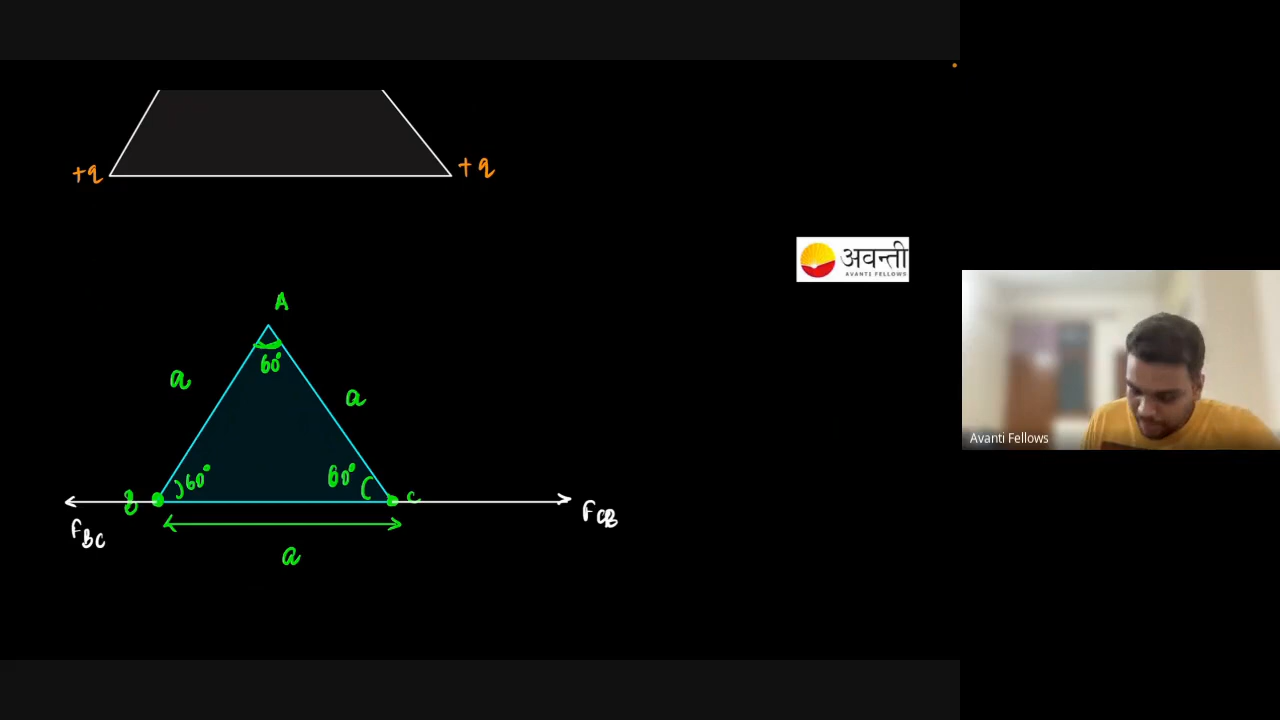 +q
+q
अवन्ती
AVANTI FELLOWS
A
60°
a
a
60°
60°
B
C
F_BC
F_CB
a
Avanti Fellows